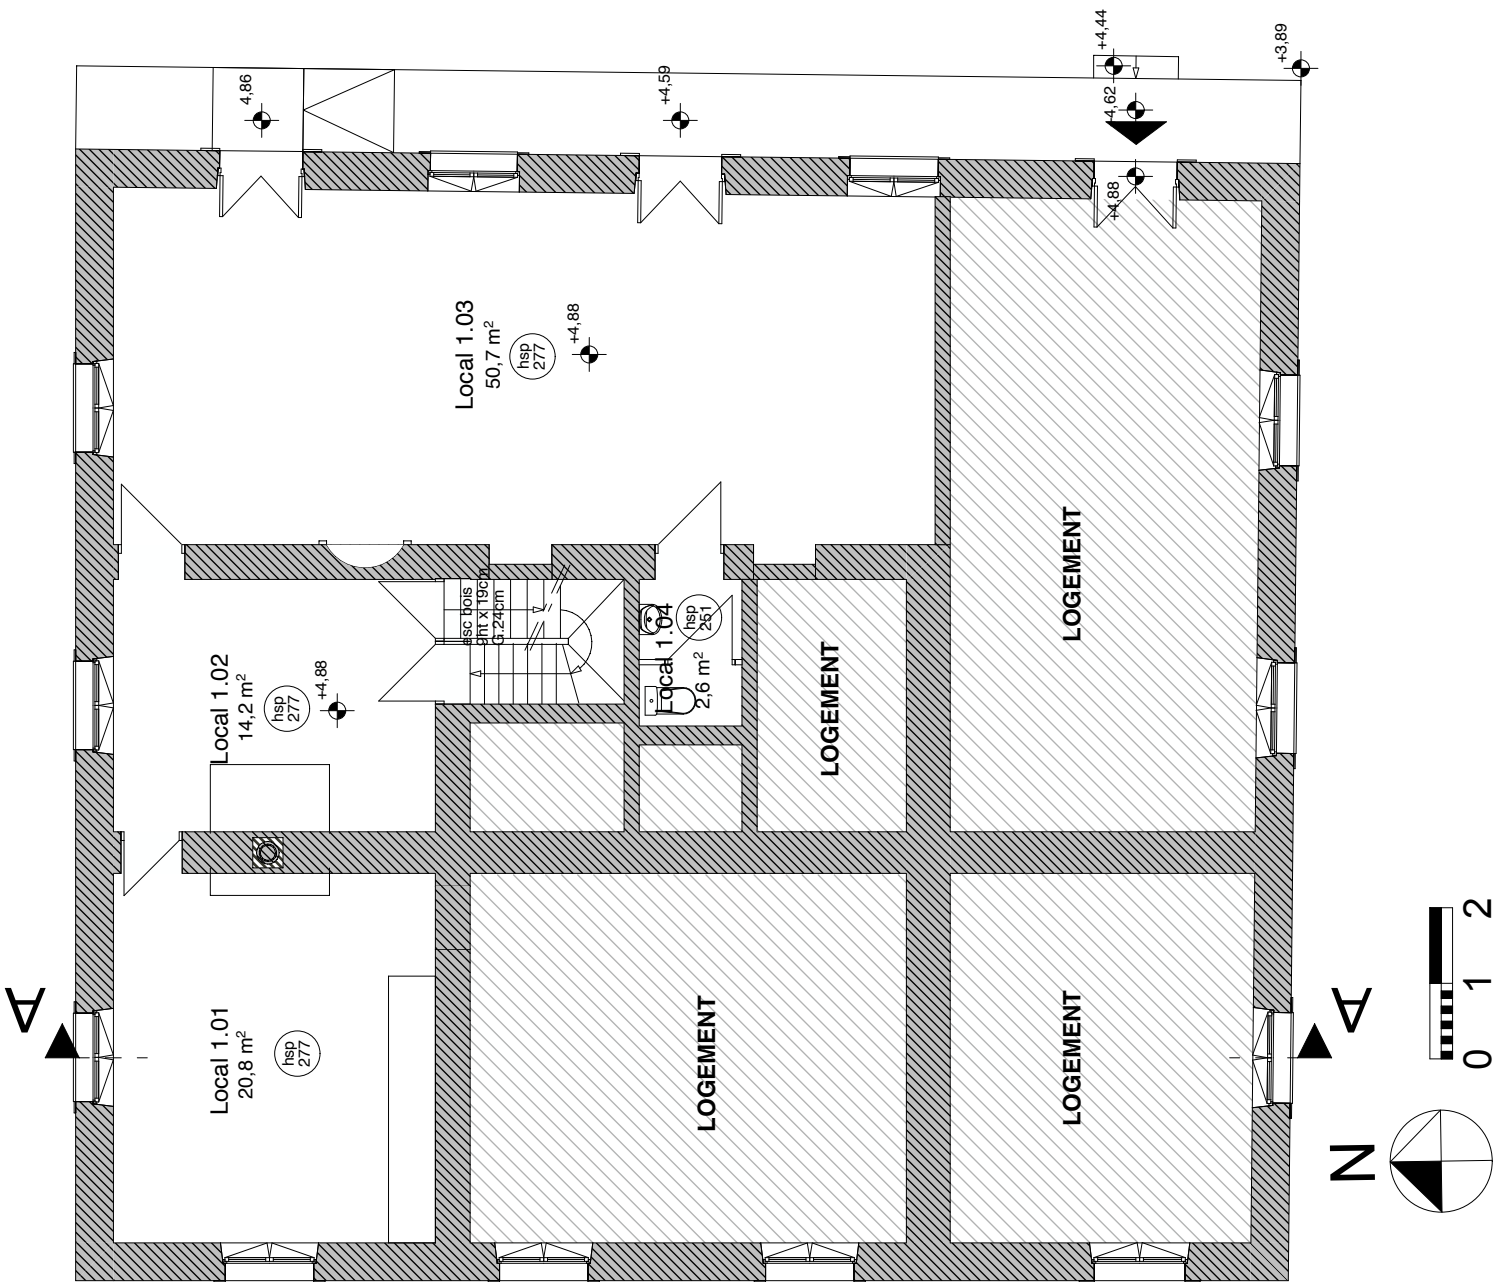 4,86
+4,59
+4,44
4,62
+4,88
+3,89
Local 1.03
50,7 m²
hsp
277
+4,88
Local 1.02
14,2 m²
hsp
277
+4,88
esc bois
ght x 19cm
G.24cm
Local 1.04
2,6 m²
hsp
251
LOGEMENT
LOGEMENT
Local 1.01
20,8 m²
hsp
277
LOGEMENT
LOGEMENT
A
A
N
0 1 2